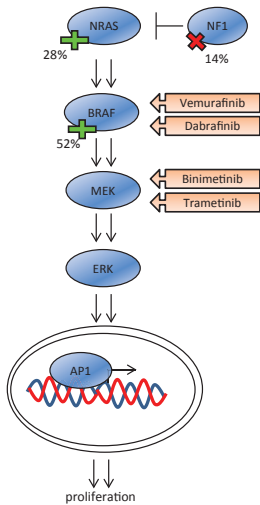 NRAS
NF1
28%
14%
BRAF
Vemurafinib
Dabrafinib
52%
MEK
Binimetinib
Trametinib
ERK
AP1
proliferation